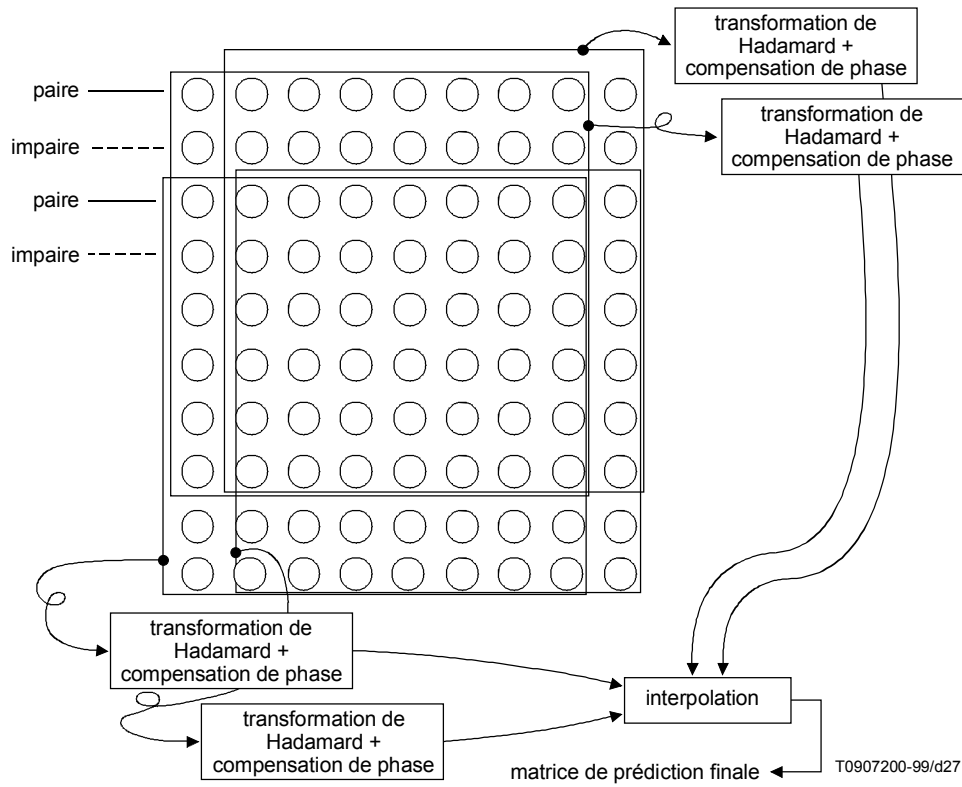 transformation de
Hadamard +
compensation de phase
paire
transformation de
Hadamard +
compensation de phase
impaire
paire
impaire
transformation de
Hadamard +
compensation de phase
interpolation
transformation de
Hadamard +
compensation de phase
matrice de prédiction finale
T0907200-99/d27